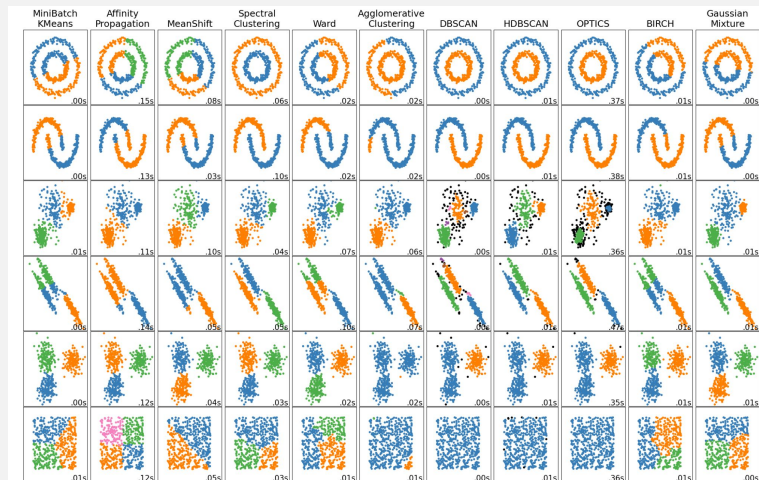 MiniBatch KMeans
Affinity Propagation
MeanShift
Spectral Clustering
Ward
Agglomerative Clustering
DBSCAN
HDBSCAN
OPTICS
BIRCH
Gaussian Mixture
.00s .15s .08s .06s .02s .02s .00s .01s .37s .01s .00s
.00s .13s .03s .10s .02s .02s .00s .01s .38s .01s .00s
.01s .11s .10s .04s .07s .06s .00s .01s .36s .01s .00s
.00s .14s .05s .05s .10s .07s .00s .01s .47s .01s .01s
.00s .12s .04s .03s .02s .02s .00s .01s .35s .01s .00s
.01s .12s .05s .03s .01s .01s .00s .01s .36s .01s .00s